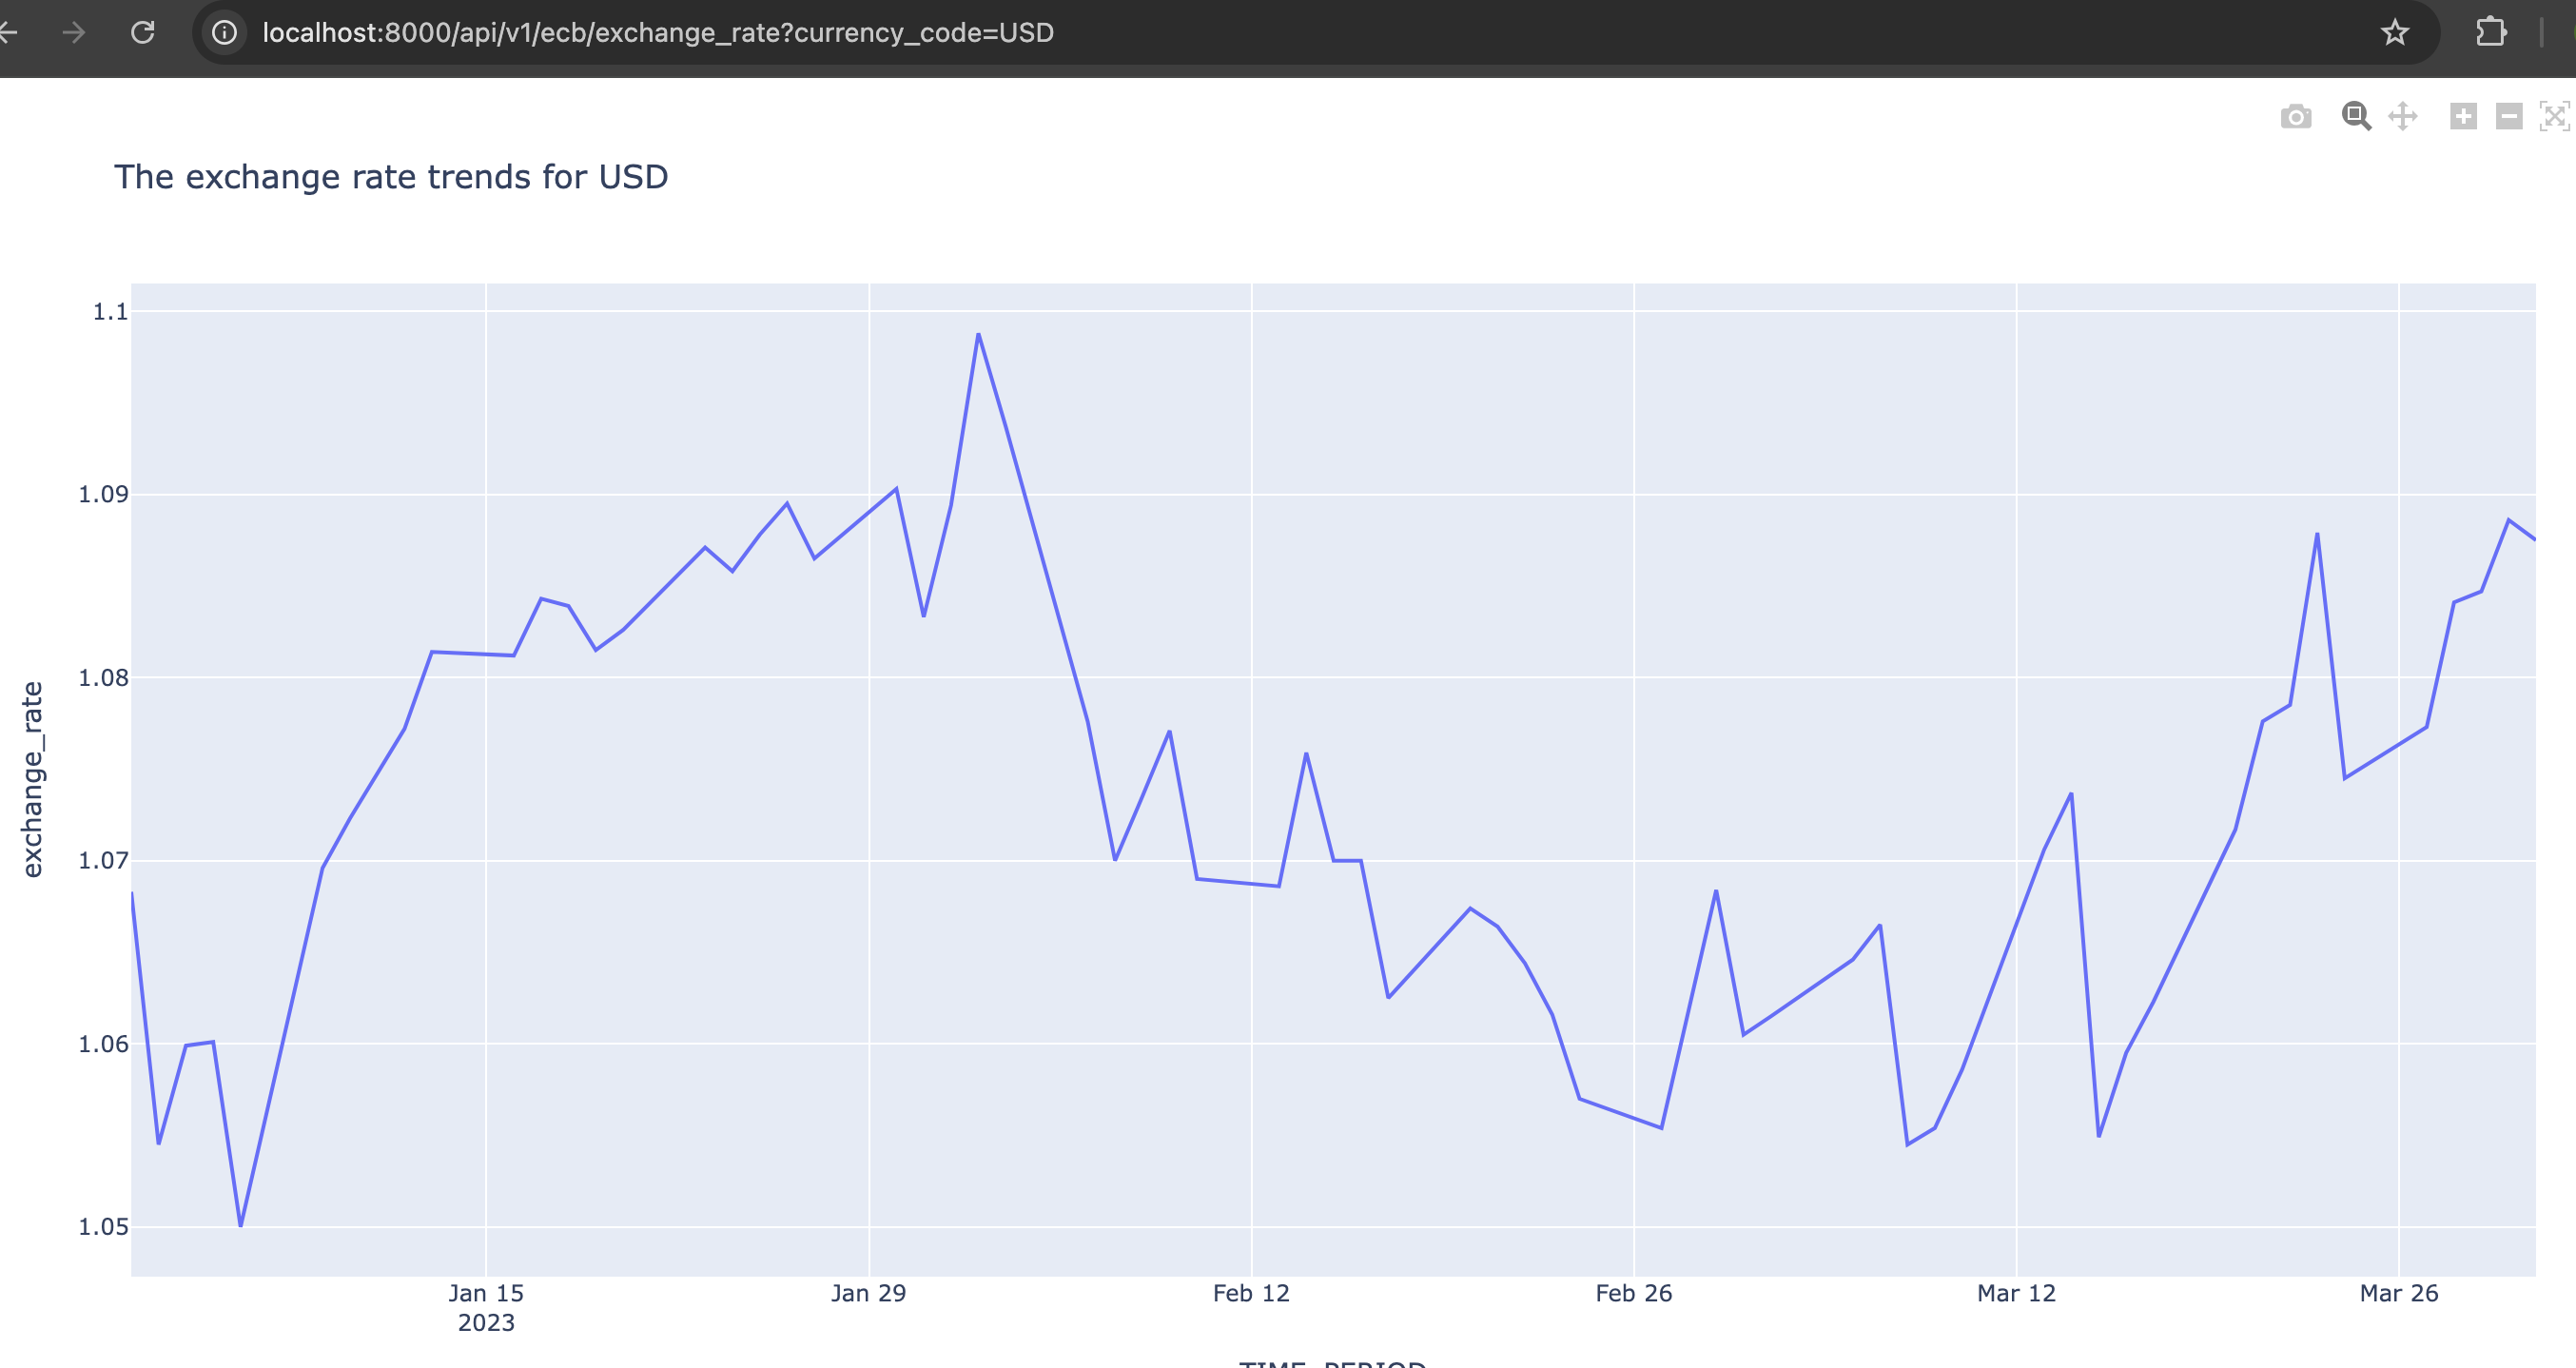 localhost:8000/api/v1/ecb/exchange_rate?currency_code=USD
The exchange rate trends for USD
1.1
1.09
1.08
1.07
1.06
1.05
exchange_rate
Jan 15
2023
Jan 29
Feb 12
Feb 26
Mar 12
Mar 26
TIME_PERIOD